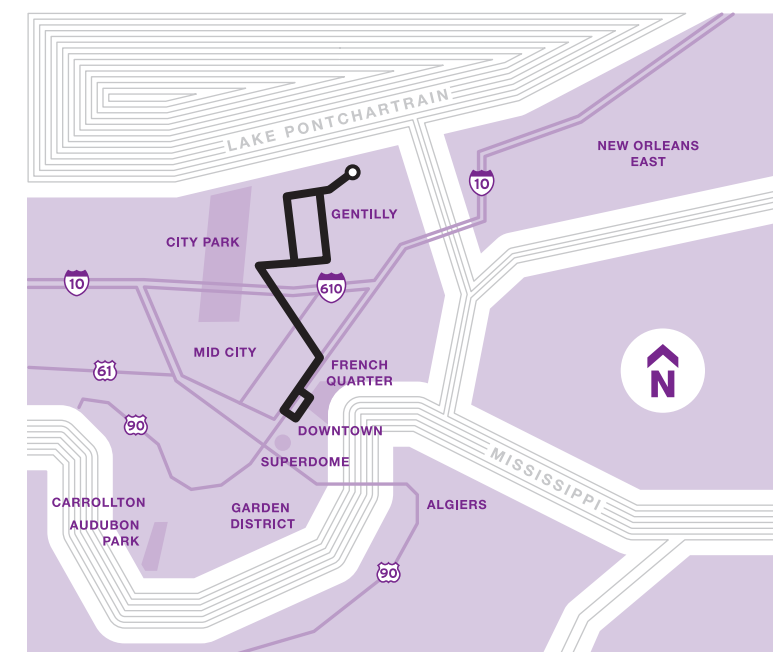 LAKE PONTCHARTRAIN
NEW ORLEANS
EAST
10
GENTILLY
CITY PARK
10
610
MID CITY
61
FRENCH
QUARTER
N
90
DOWNTOWN
SUPERDOME
MISSISSIPPI
CARROLLTON
AUDUBON
PARK
GARDEN
DISTRICT
ALGIERS
90